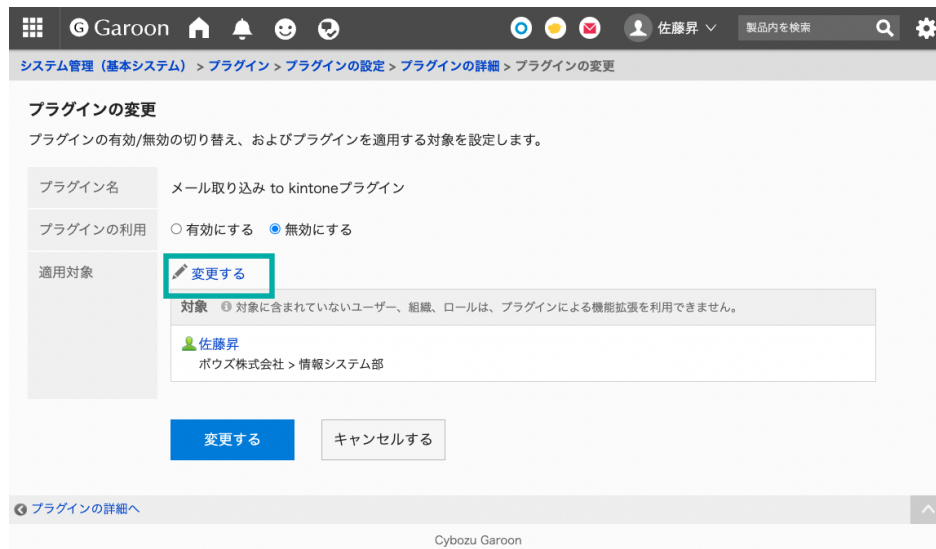 Garoon
佐藤昇
製品内を検索
システム管理（基本システム） > プラグイン > プラグインの設定 > プラグインの詳細 > プラグインの変更
プラグインの変更
プラグインの有効/無効の切り替え、およびプラグインを適用する対象を設定します。
プラグイン名 メール取り込み to kintoneプラグイン
プラグインの利用 有効にする 無効にする
適用対象 変更する
対象 対象に含まれていないユーザー、組織、ロールは、プラグインによる機能拡張を利用できません。
佐藤昇
ボウズ株式会社 > 情報システム部
変更する キャンセルする
プラグインの詳細へ
Cybozu Garoon